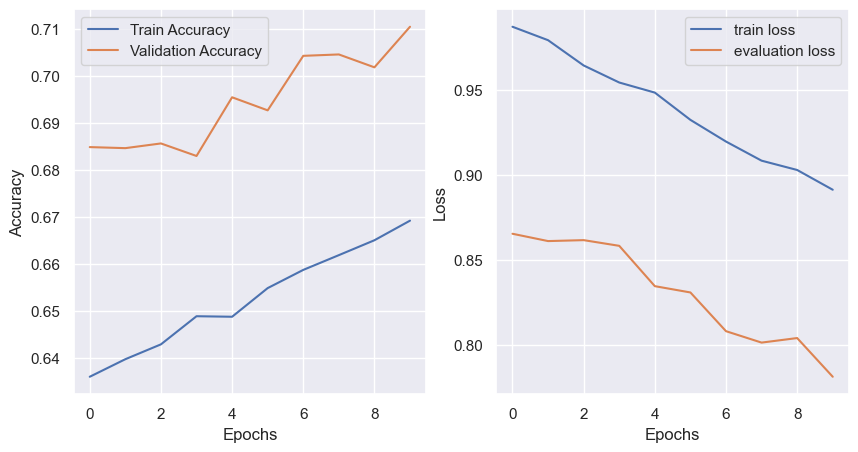 Train Accuracy
Validation Accuracy
0.71
0.70
0.69
0.68
0.67
0.66
0.65
0.64
Accuracy
0 2 4 6 8
Epochs
train loss
evaluation loss
0.95
0.90
0.85
0.80
Loss
0 2 4 6 8
Epochs